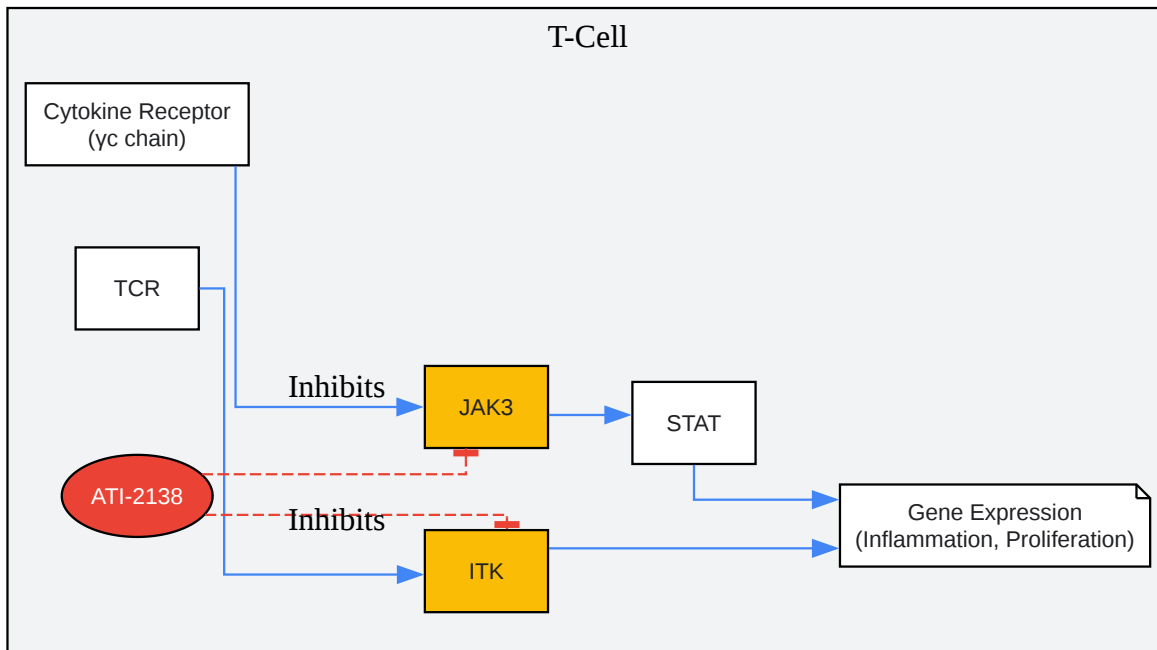 T-Cell
Cytokine Receptor
(γc chain)
TCR
Inhibits
JAK3
STAT
ATI-2138
Inhibits
Gene Expression
(Inflammation, Proliferation)
ITK